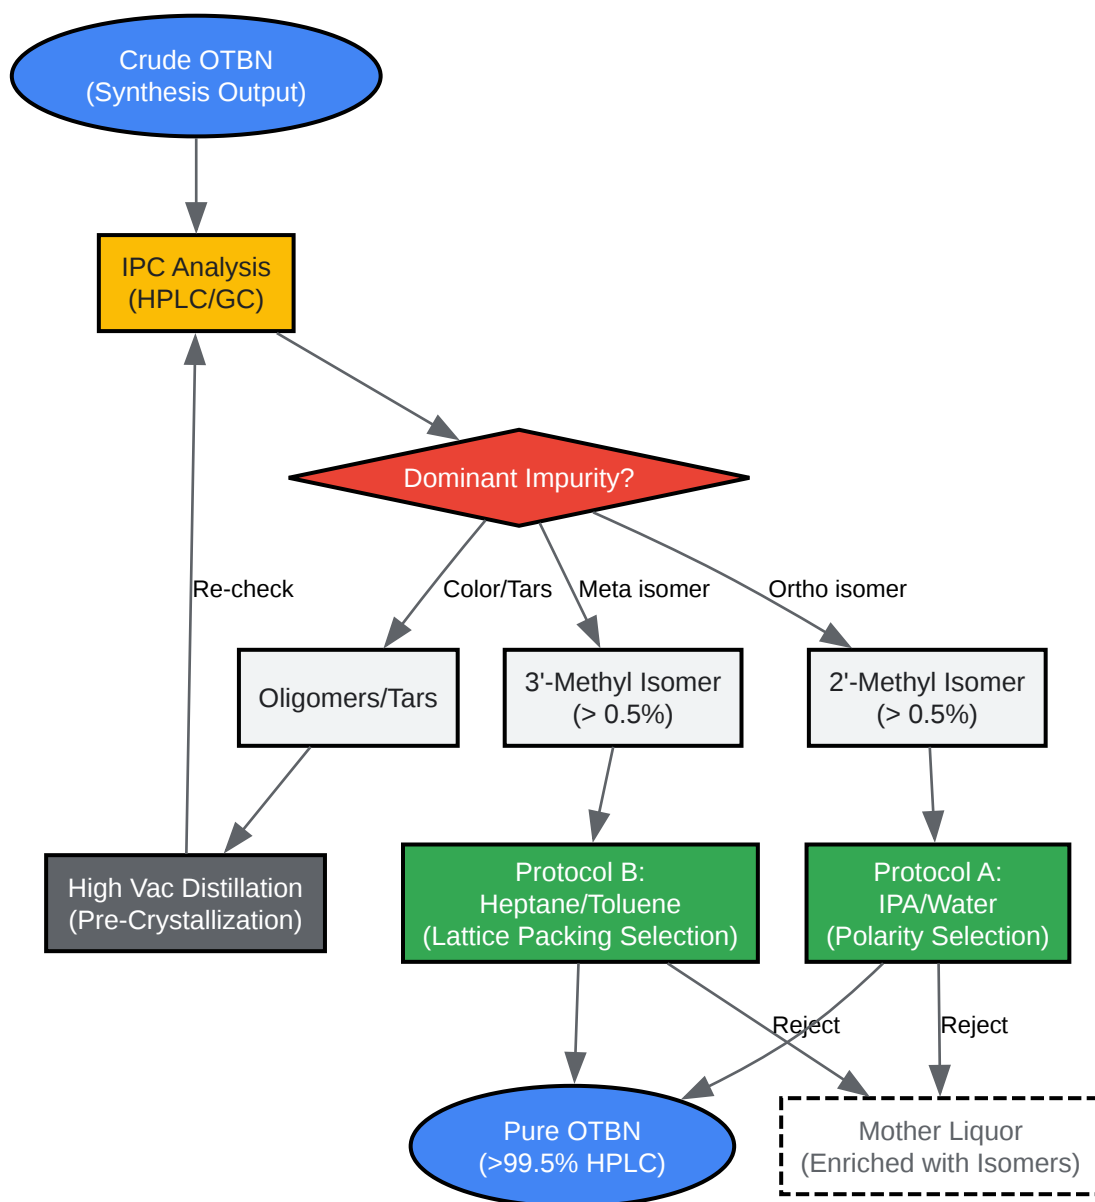 Crude OTBN
(Synthesis Output)
IPC Analysis
(HPLC/GC)
Dominant Impurity?
Re-check
Color/Tars
Meta isomer
Ortho isomer
Oligomers/Tars
3'-Methyl Isomer
(> 0.5%)
2'-Methyl Isomer
(> 0.5%)
High Vac Distillation
(Pre-Crystallization)
Protocol B:
Heptane/Toluene
(Lattice Packing Selection)
Protocol A:
IPA/Water
(Polarity Selection)
Reject
Reject
Pure OTBN
(>99.5% HPLC)
Mother Liquor
(Enriched with Isomers)